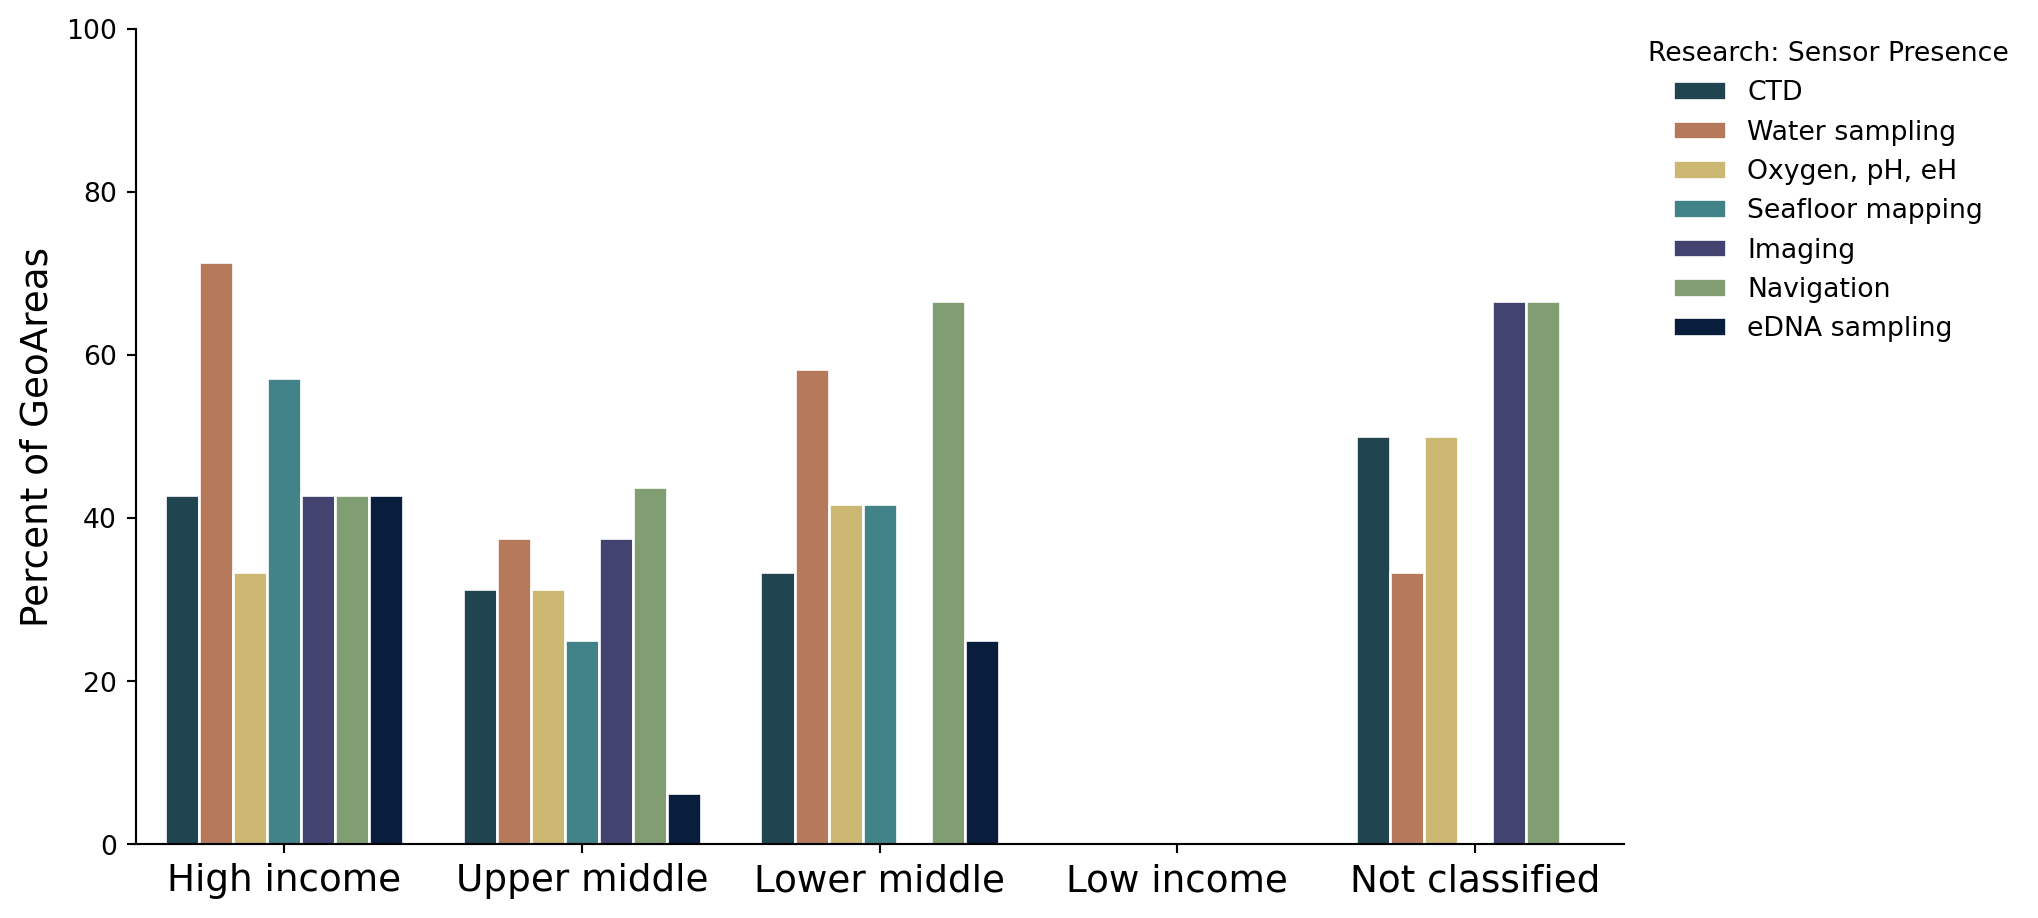 100
80
60
40
20
0
Percent of GeoAreas
High income
Upper middle
Lower middle
Low income
Not classified
Research: Sensor Presence
CTD
Water sampling
Oxygen, pH, eH
Seafloor mapping
Imaging
Navigation
eDNA sampling